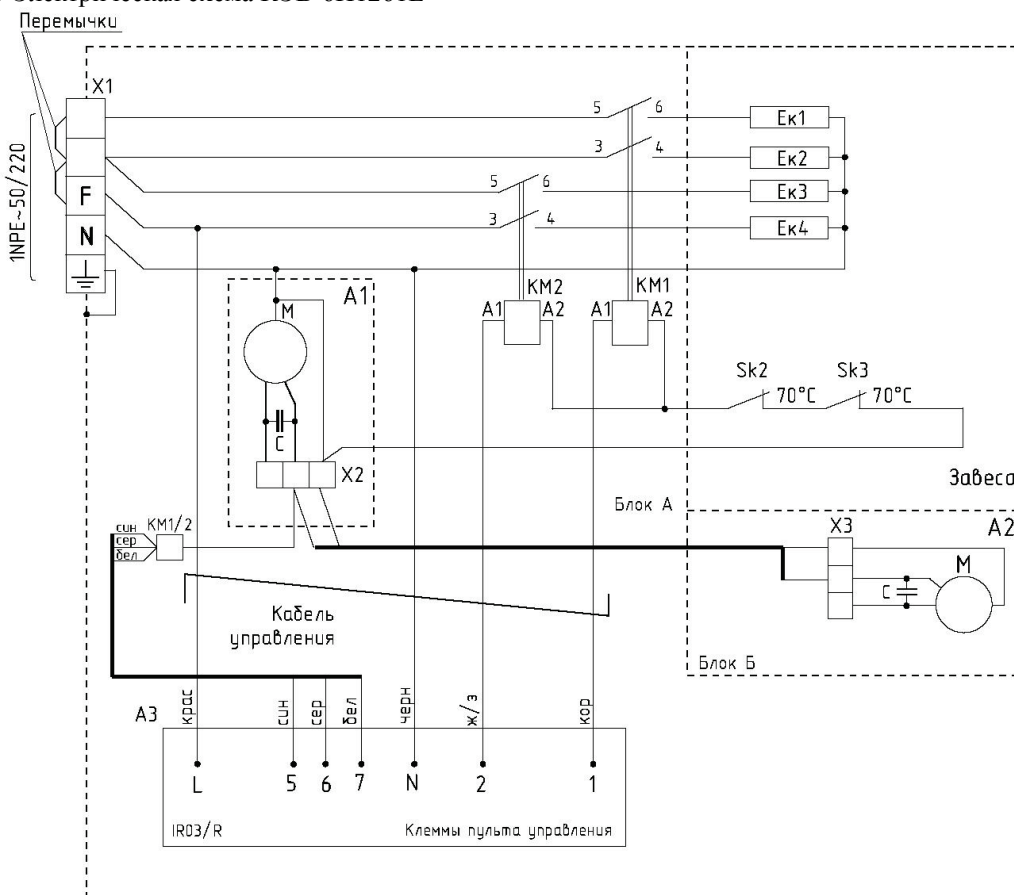 Перемычки
X1
1NPE~50/220
F
N
5
6
3
4
5
6
3
4
Ек1
Ек2
Ек3
Ек4
A1
M
C
X2
A1
KM2
A2
A1
KM1
A2
Sk2
70°C
Sk3
70°C
Завеса
Блок А
син
сер
бел
KM1/2
X3
A2
M
C
Блок Б
Кабель
управления
A3
крас
син
сер
бел
черн
ж/з
кор
L
5
6
7
N
2
1
IR03/R
Клеммы пульта управления